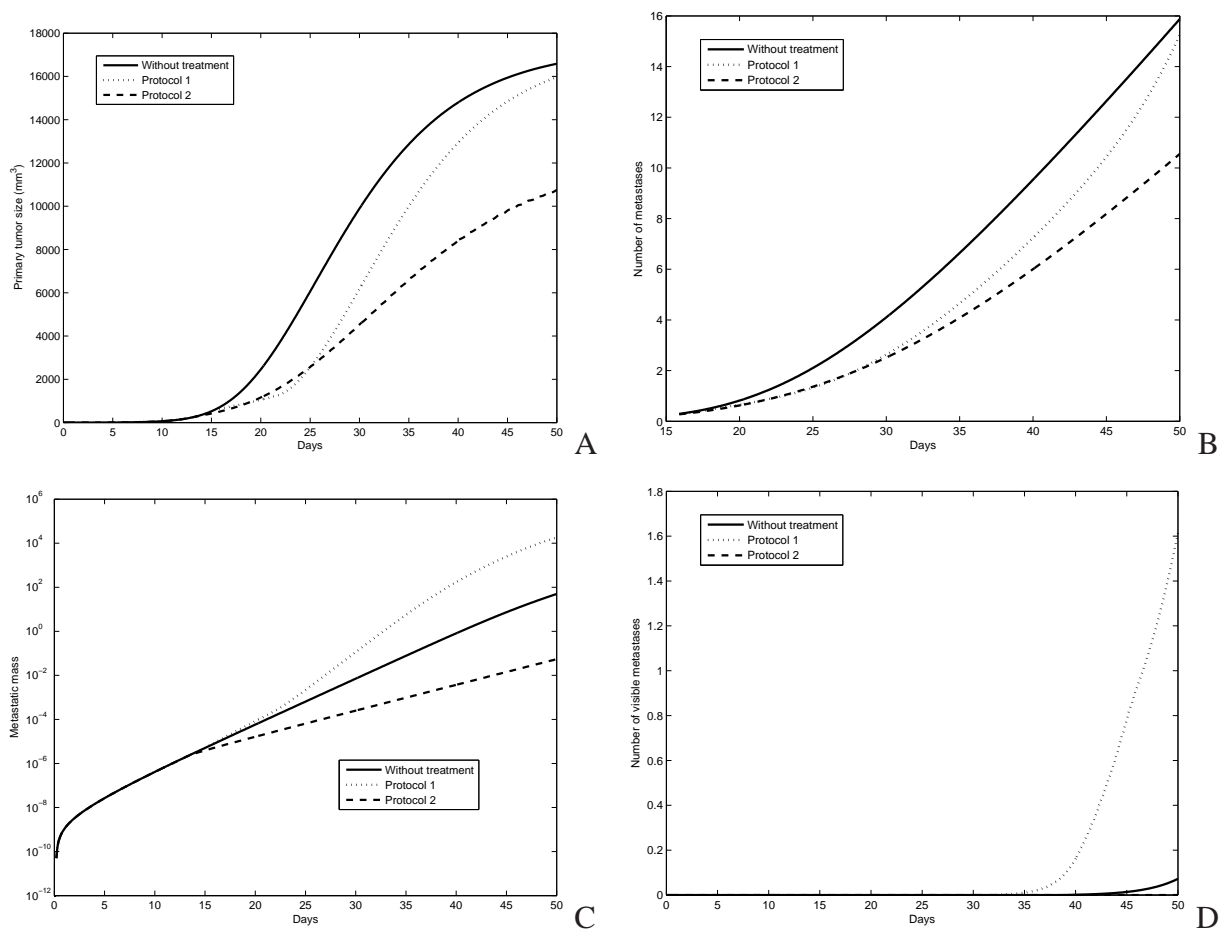 18000
16000
14000
12000
10000
8000
6000
4000
2000
0
Primary tumor size (mm³)
Without treatment
Protocol 1
Protocol 2
0 5 10 15 20 25 30 35 40 45 50
Days
A
16
14
12
10
8
6
4
2
0
Number of metastases
Without treatment
Protocol 1
Protocol 2
15 20 25 30 35 40 45 50
Days
B
10^6
10^4
10^2
10^0
10^−2
10^−4
10^−6
10^−8
10^−10
10^−12
Metastatic mass
Without treatment
Protocol 1
Protocol 2
0 5 10 15 20 25 30 35 40 45 50
Days
C
1.8
1.6
1.4
1.2
1
0.8
0.6
0.4
0.2
0
Number of visible metastases
Without treatment
Protocol 1
Protocol 2
0 5 10 15 20 25 30 35 40 45 50
Days
D